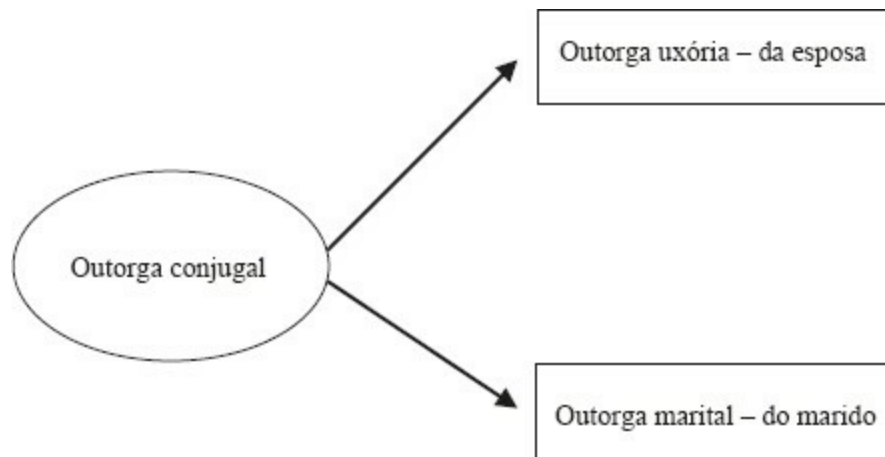 Outorga uxória – da esposa
Outorga conjugal
Outorga marital – do marido